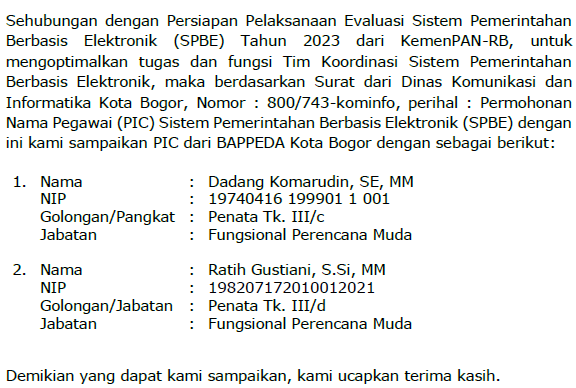 Sehubungan dengan Persiapan Pelaksanaan Evaluasi Sistem Pemerintahan
Berbasis Elektronik (SPBE) Tahun 2023 dari KemenPAN-RB, untuk
mengoptimalkan tugas dan fungsi Tim Koordinasi Sistem Pemerintahan
Berbasis Elektronik, maka berdasarkan Surat dari Dinas Komunikasi dan
Informatika Kota Bogor, Nomor : 800/743-kominfo, perihal : Permohonan
Nama Pegawai (PIC) Sistem Pemerintahan Berbasis Elektronik (SPBE) dengan
ini kami sampaikan PIC dari BAPPEDA Kota Bogor dengan sebagai berikut:
1. Nama : Dadang Komarudin, SE, MM
NIP : 19740416 199901 1 001
Golongan/Pangkat : Penata Tk. III/c
Jabatan : Fungsional Perencana Muda
2. Nama : Ratih Gustiani, S.Si, MM
NIP : 198207172010012021
Golongan/Jabatan : Penata Tk. III/d
Jabatan : Fungsional Perencana Muda
Demikian yang dapat kami sampaikan, kami ucapkan terima kasih.